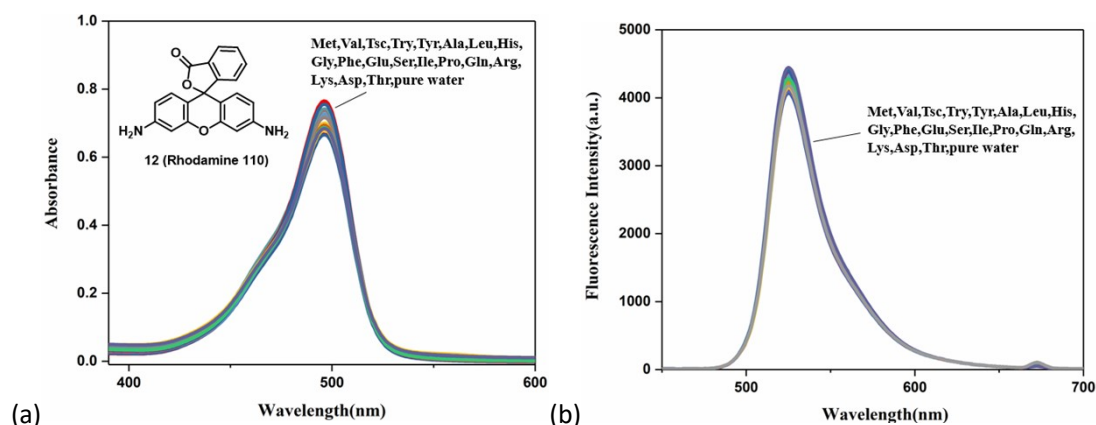 1.0
0.8
0.6
0.4
0.2
0.0
Absorbance
400
500
600
Wavelength(nm)
O
O
H2N
O
NH2
12 (Rhodamine 110)
Met,Val,Tsc,Try,Tyr,Ala,Leu,His,
Gly,Phe,Glu,Ser,Ile,Pro,Gln,Arg,
Lys,Asp,Thr,pure water
(a)
5000
4000
3000
2000
1000
0
Fluorescence Intensity(a.u.)
500
600
700
Wavelength(nm)
Met,Val,Tsc,Try,Tyr,Ala,Leu,His,
Gly,Phe,Glu,Ser,Ile,Pro,Gln,Arg,
Lys,Asp,Thr,pure water
(b)